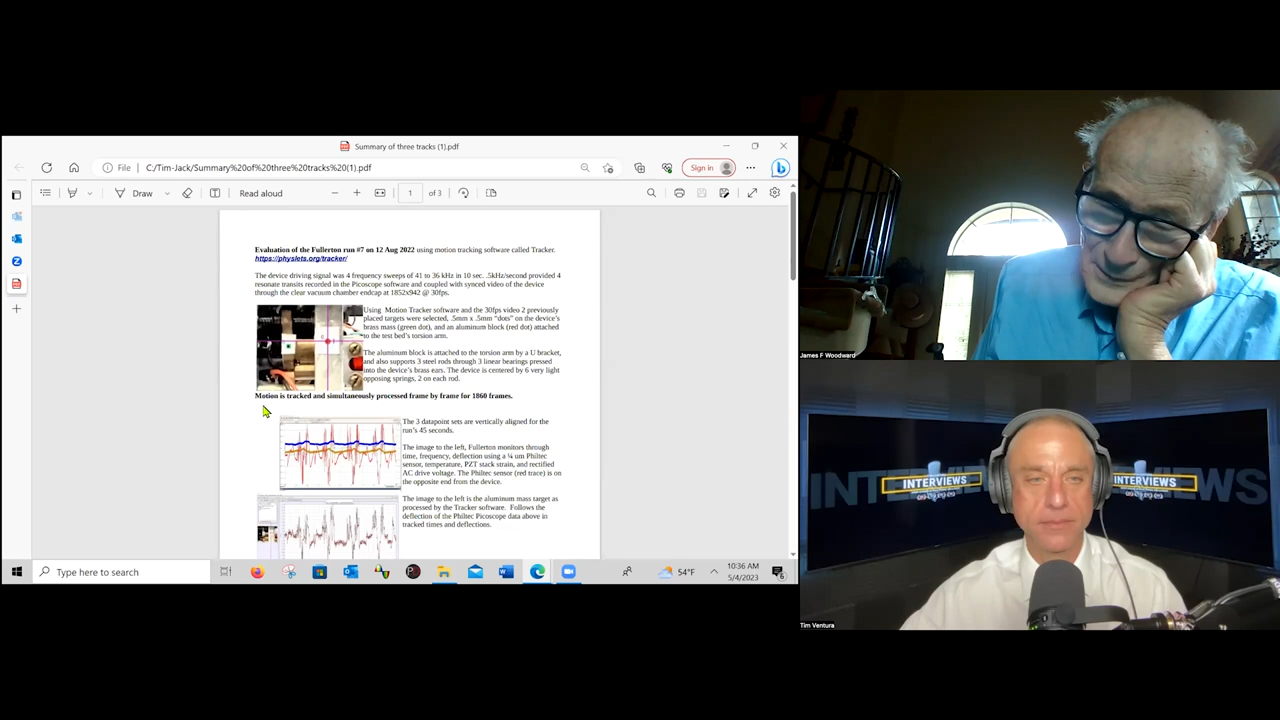 Summary of three tracks (1).pdf
File C:/Tim-Jack/Summary%20of%20three%20tracks%20(1).pdf
Sign in
Draw
Read aloud
1 of 3
Evaluation of the Fullerton run #7 on 12 Aug 2022 using motion tracking software called Tracker.
https://physlets.org/tracker/
The device driving signal was 4 frequency sweeps of 41 to 36 kHz in 10 sec. .5kHz/second provided 4
resonate transits recorded in the Picoscope software and coupled with synced video of the device
through the clear vacuum chamber endcap at 1852x942 @ 30fps.
Using Motion Tracker software and the 30fps video 2 previously
placed targets were selected, .5mm x .5mm “dots” on the device’s
brass mass (green dot), and an aluminum block (red dot) attached
to the test bed’s torsion arm.
The aluminum block is attached to the torsion arm by a U bracket,
and also supports 3 steel rods through 3 linear bearings pressed
into the device’s brass ears. The device is centered by 6 very light
opposing springs, 2 on each rod.
Motion is tracked and simultaneously processed frame by frame for 1860 frames.
The 3 datapoint sets are vertically aligned for the
run’s 45 seconds.
The image to the left, Fullerton monitors through
time, frequency, deflection using a ¼ um Philtec
sensor, temperature, PZT stack strain, and rectified
AC drive voltage. The Philtec sensor (red trace) is on
the opposite end from the device.
The image to the left is the aluminum mass target as
processed by the Tracker software. Follows the
deflection of the Philtec Picoscope data above in
tracked times and deflections.
Type here to search
54°F
10:36 AM
5/4/2023
James F Woodward
INTERVIEWS
INTERVIEWS
Tim Ventura